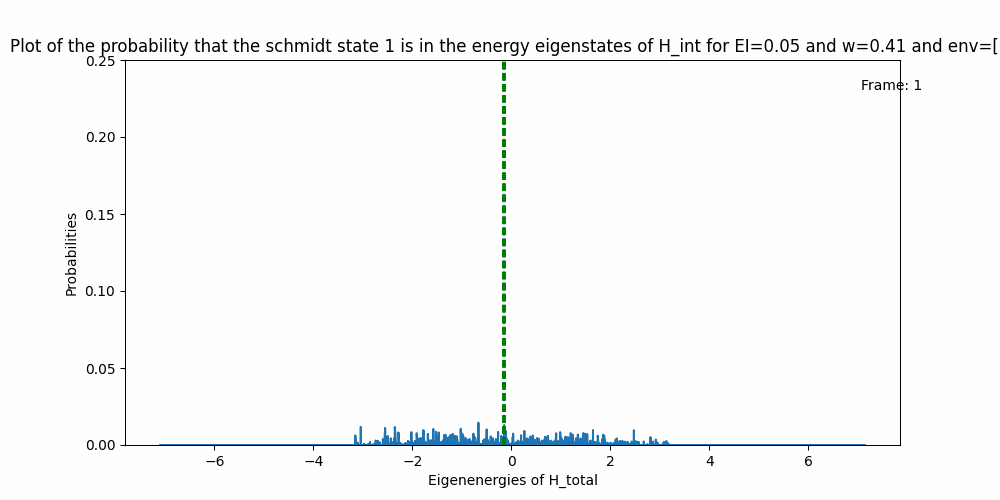 Plot of the probability that the schmidt state 1 is in the energy eigenstates of H_int for EI=0.05 and w=0.41 and env=[
Frame: 1
0.25
0.20
0.15
0.10
0.05
0.00
Probabilities
−6 −4 −2 0 2 4 6
Eigenenergies of H_total